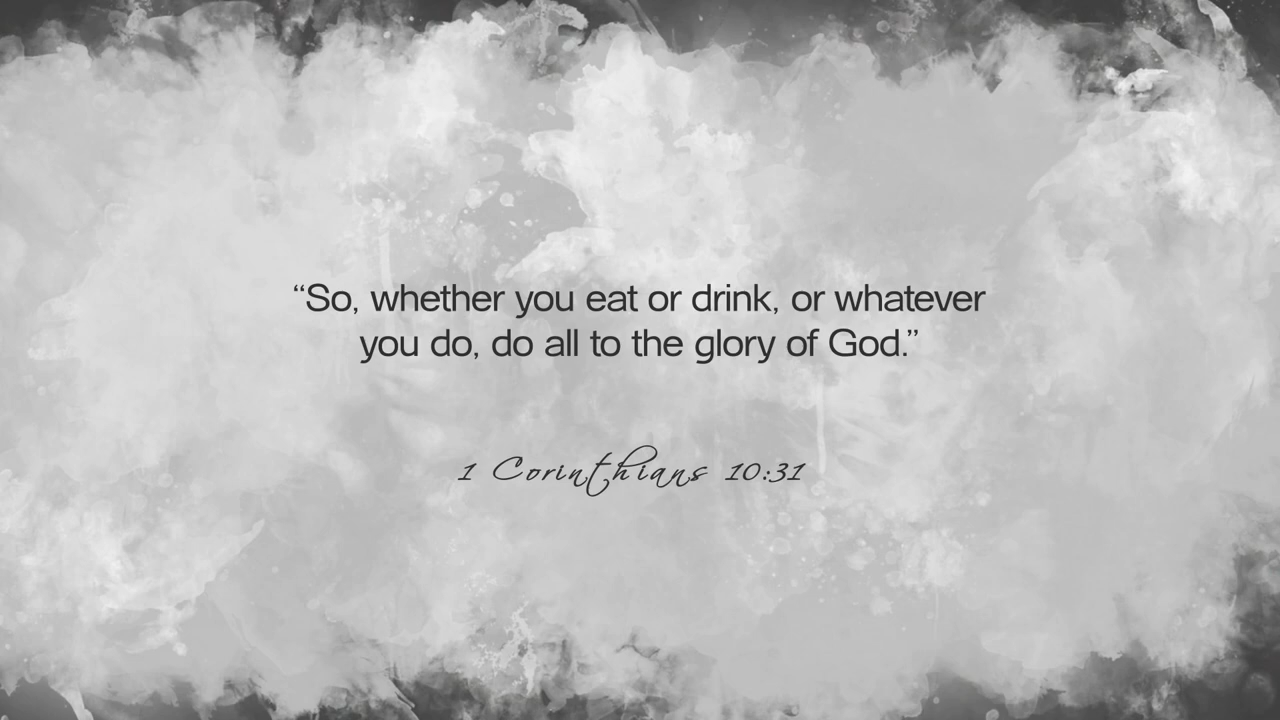 “So, whether you eat or drink, or whatever
you do, do all to the glory of God.”
1 Corinthians 10:31